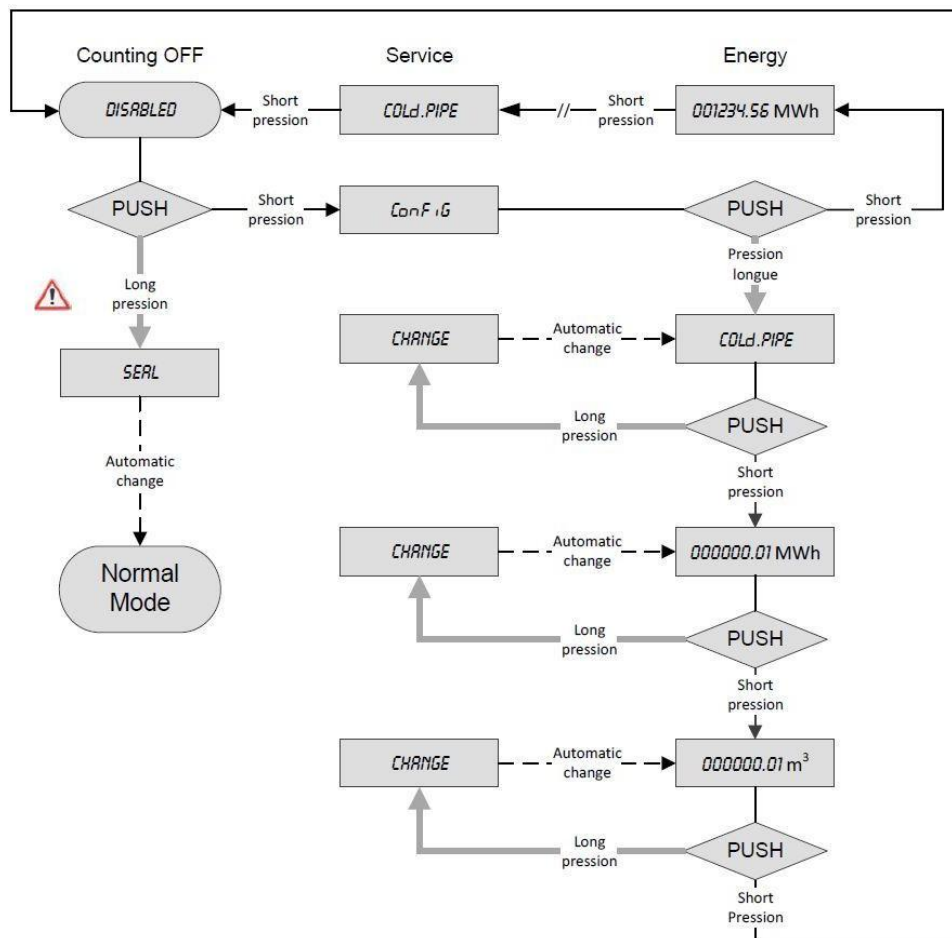 Counting OFF
Service
Energy
DISABLED
Short
pression
COLd.PIPE
//
Short
pression
001234.56 MWh
PUSH
Short
pression
ConFiG
PUSH
Short
pression
Long
pression
Pression
longue
CHANGE
Automatic
change
COLd.PIPE
SEAL
Long
pression
PUSH
Automatic
change
Short
pression
CHANGE
Automatic
change
000000.01 MWh
Normal
Mode
Long
pression
PUSH
Short
pression
CHANGE
Automatic
change
000000.01 m³
Long
pression
PUSH
Short
Pression